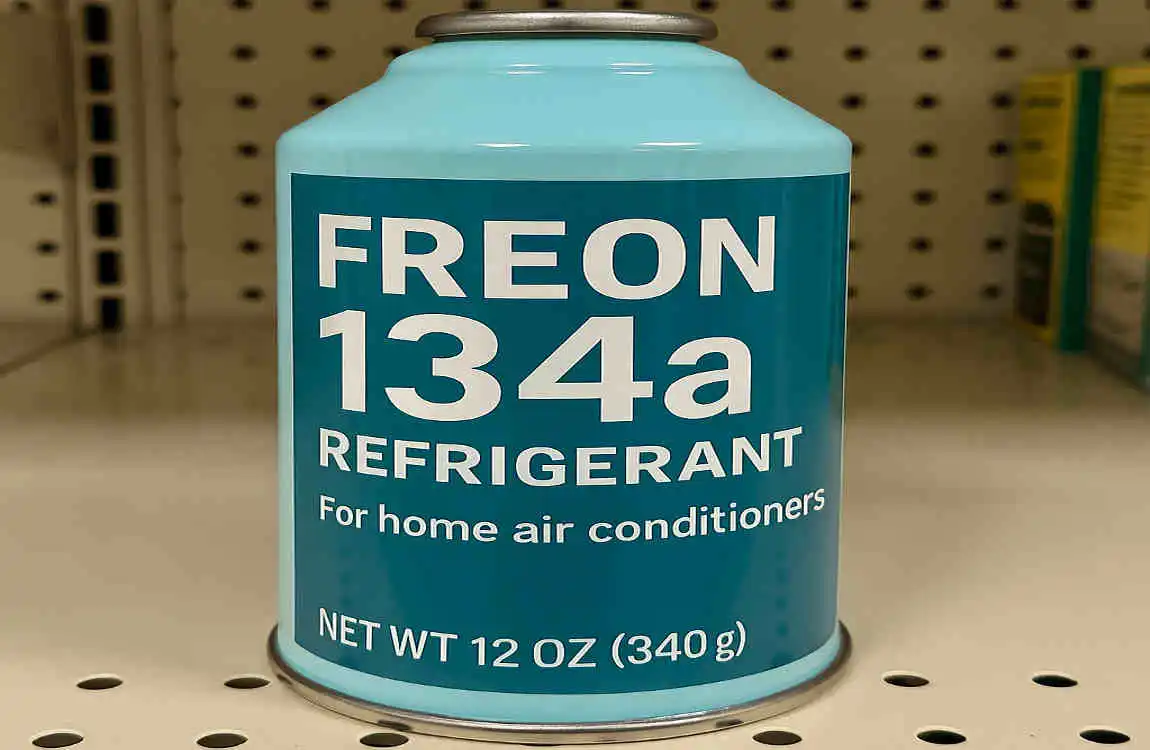 FREON
134a
REFRIGERANT
For home air conditioners
NET WT 12 OZ (340 g)